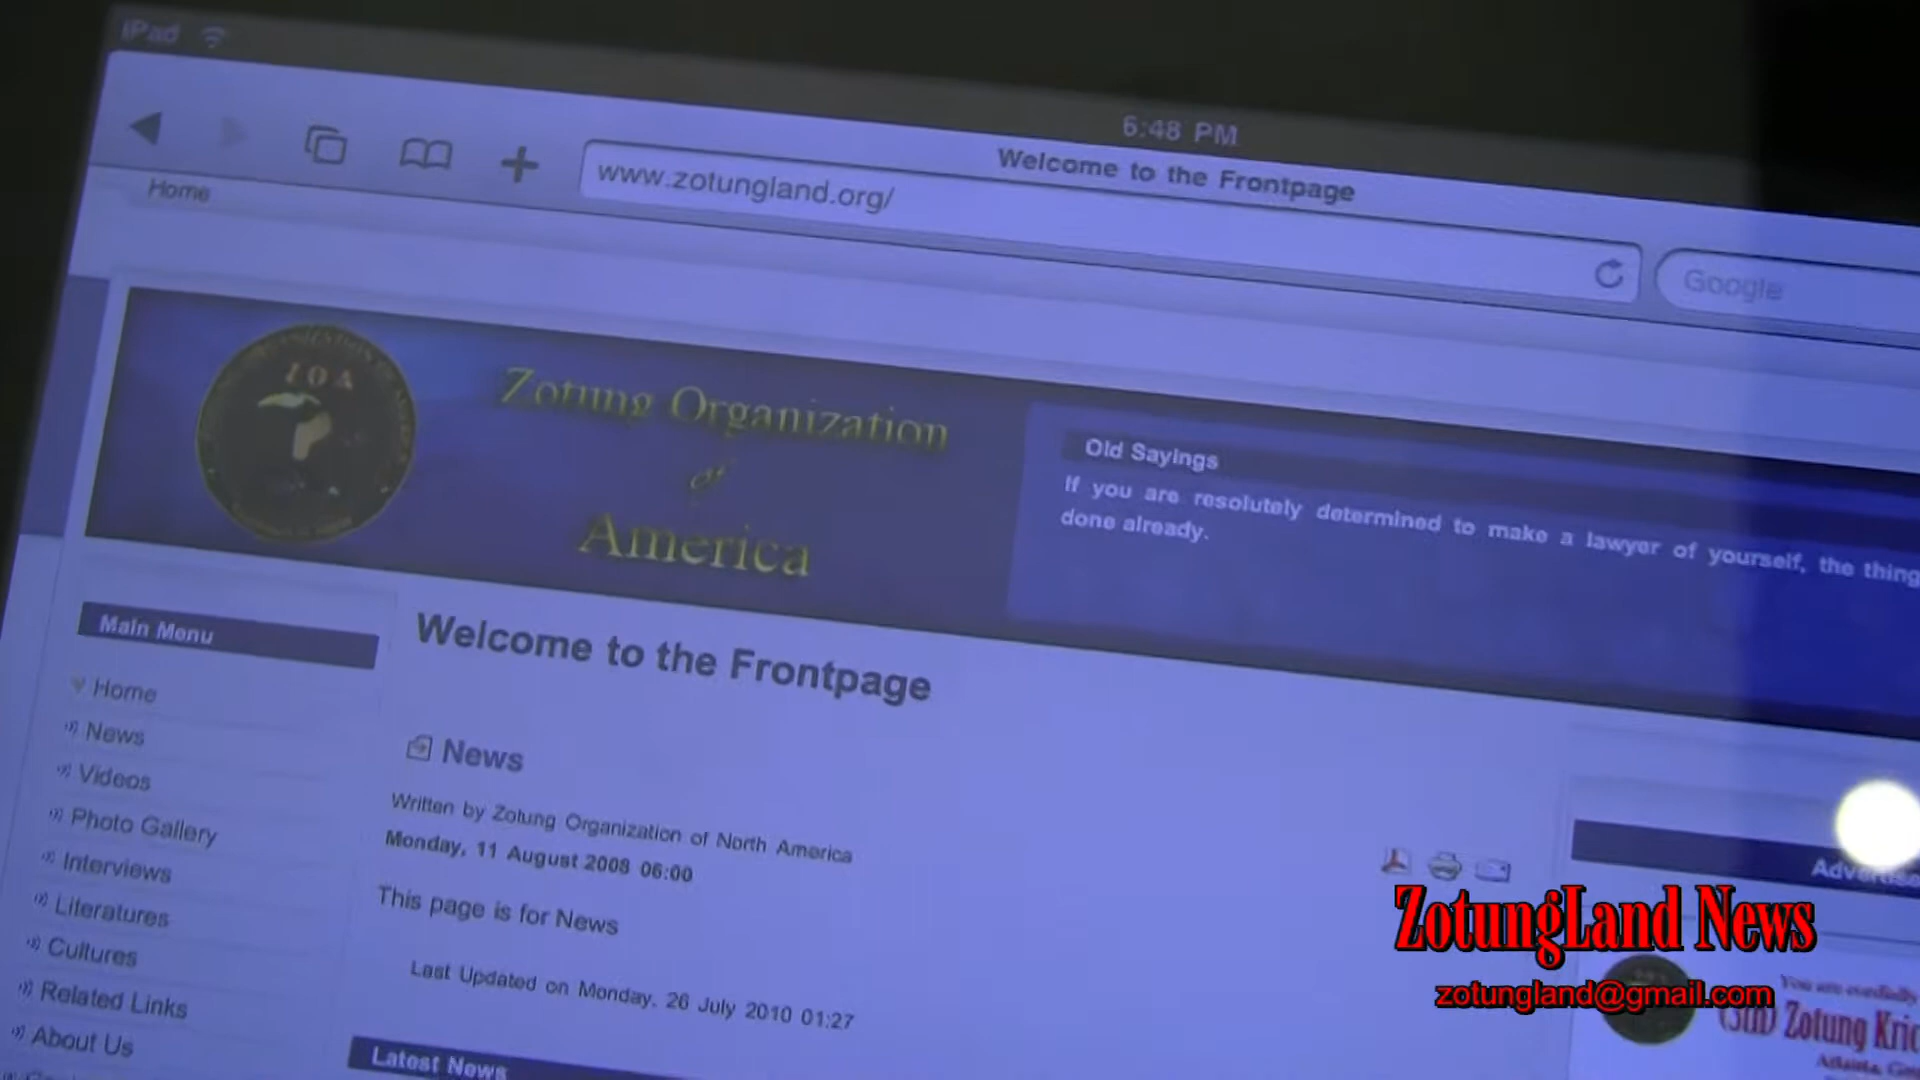 iPad
6:48 PM
Welcome to the Frontpage
www.zotungland.org/
Google
Home
ZOA
Zotung Organization
of
America
Old Sayings
If you are resolutely determined to make a lawyer of yourself, the thing
done already.
Main Menu
Home
News
Videos
Photo Gallery
Interviews
Literatures
Cultures
Related Links
About Us
Welcome to the Frontpage
News
Written by Zotung Organization of North America
Monday, 11 August 2008 06:00
This page is for News
Last Updated on Monday, 26 July 2010 01:27
Latest News
ZotungLand News
zotungland@gmail.com
You are cordially
Zotung
Atlanta,